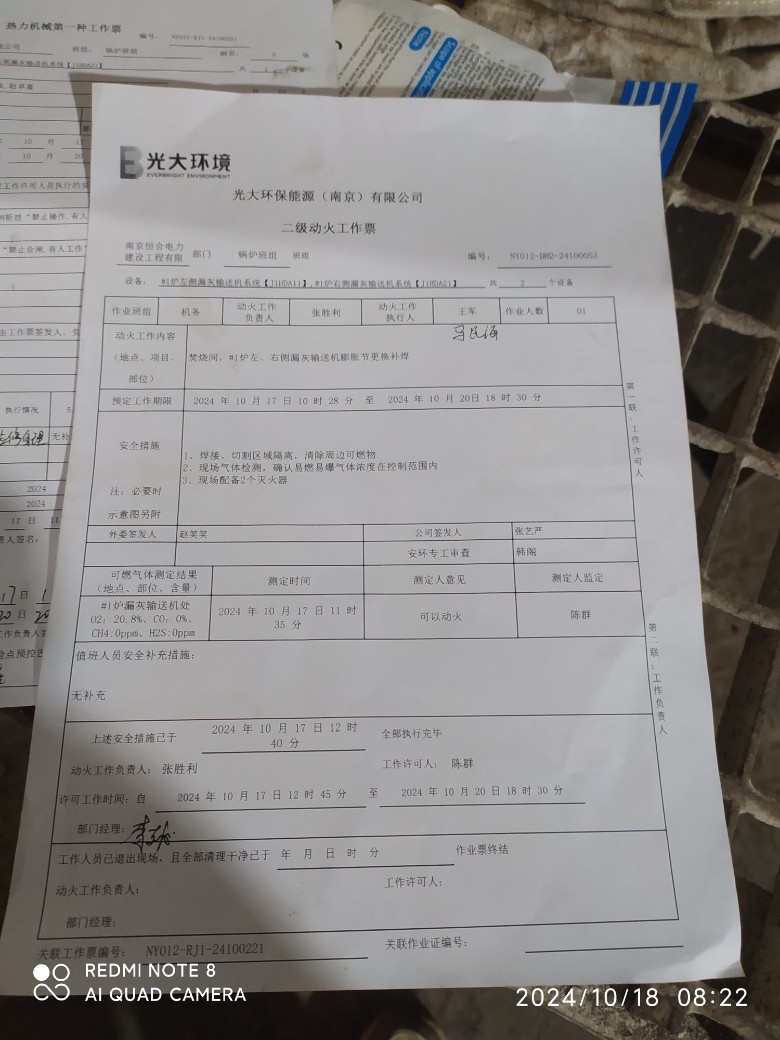 热力机械第一种工作票
编号: NY012-RJ1-24100221
班组: 锅炉班组
Scope of applic
Name
光大环境
EVERBRIGHT ENVIRONMENT
光大环保能源（南京）有限公司
二级动火工作票
南京恒合电力建设工程有限 部门 锅炉班组 班组 编号: NY012-DH2-24100053
设备: #1炉左侧漏灰输送机系统【J1HDA11】,#1炉右侧漏灰输送机系统【J1HDA21】 共 2 个设备
作业班组 机务 动火工作负责人 张胜利 动火工作执行人 王军 作业人数 01
动火工作内容（地点、项目、部位） 焚烧间，#1炉左、右侧漏灰输送机膨胀节更换补焊
预定工作期限 2024 年 10 月 17 日 10 时 28 分 至 2024 年 10 月 20日 18 时 30 分
安全措施
1、焊接、切割区域隔离，清除周边可燃物
2、现场气体检测，确认易燃易爆气体浓度在控制范围内
3、现场配备2个灭火器
注：必要时
示意图另附
外委签发人 赵笑笑 公司签发人 张艺严
安环专工审查 韩阁
可燃气体测定结果（地点、部位、含量） 测定时间 测定人意见 测定人监定
#1炉漏灰输送机处 O2: 20.8%、CO: 0%、CH4:0ppm、H2S:0ppm 2024 年 10 月 17 日 11 时 35 分 可以动火 陈群
值班人员安全补充措施:
无补充
上述安全措施已于 2024 年 10 月 17 日 12 时 40 分 全部执行完毕
动火工作负责人: 张胜利 工作许可人: 陈群
许可工作时间: 自 2024 年 10 月 17 日 12 时 45 分 至 2024 年 10 月 20 日 18 时 30 分
部门经理:
工作人员已退出现场，且全部清理干净已于 年 月 日 时 分 作业票终结
动火工作负责人: 工作许可人:
部门经理:
关联工作票编号: NY012-RJ1-24100221 关联作业证编号:
第一联:工作许可人
第二联:工作负责人
REDMI NOTE 8
AI QUAD CAMERA
2024/10/18 08:22